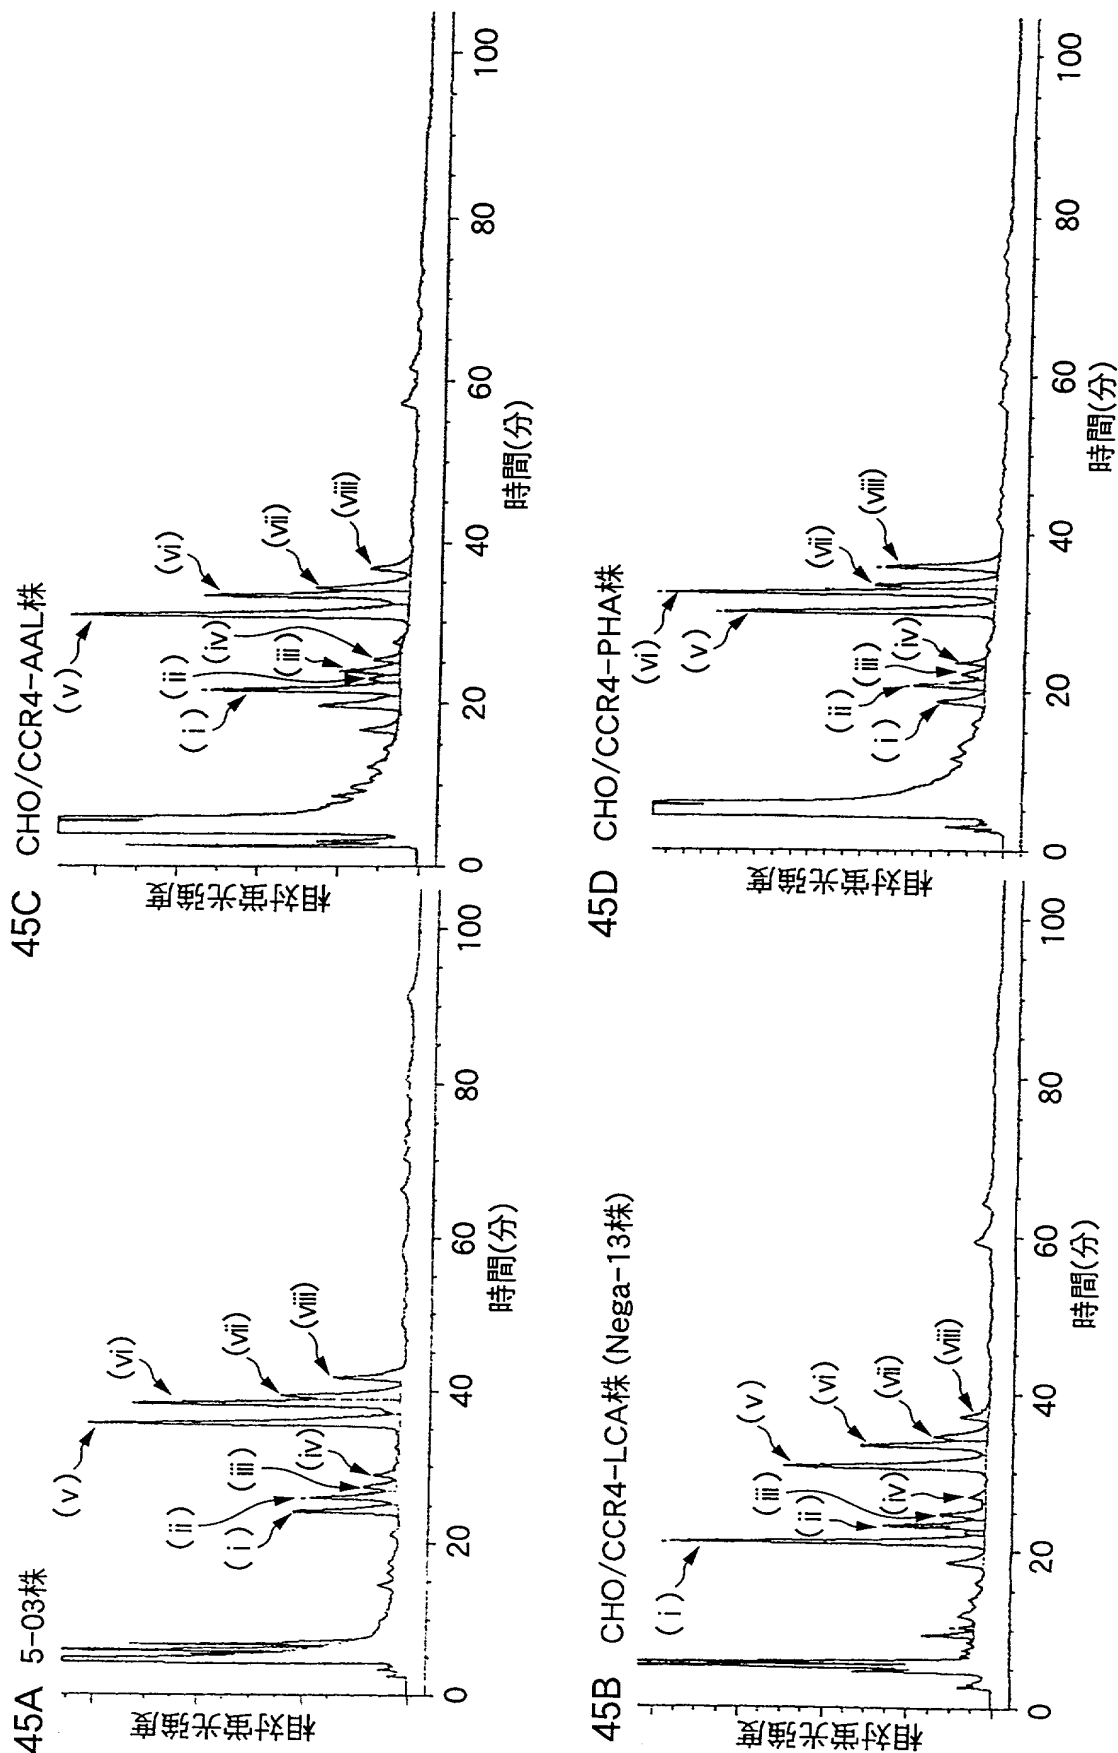 45A 5-03株
相対蛍光強度
(i)
(ii)
(iii)
(iv)
(v)
(vi)
(vii)
(viii)
0 20 40 60 80 100
時間(分)
45B CHO/CCR4-LCA株 (Nega-13株)
相対蛍光強度
(i)
(ii)
(iii)
(iv)
(v)
(vi)
(vii)
(viii)
0 20 40 60 80 100
時間(分)
45C CHO/CCR4-AAL株
相対蛍光強度
(i)
(ii)
(iii)
(iv)
(v)
(vi)
(vii)
(viii)
0 20 40 60 80 100
時間(分)
45D CHO/CCR4-PHA株
相対蛍光強度
(i)
(ii)
(iii)
(iv)
(v)
(vi)
(vii)
(viii)
0 20 40 60 80 100
時間(分)